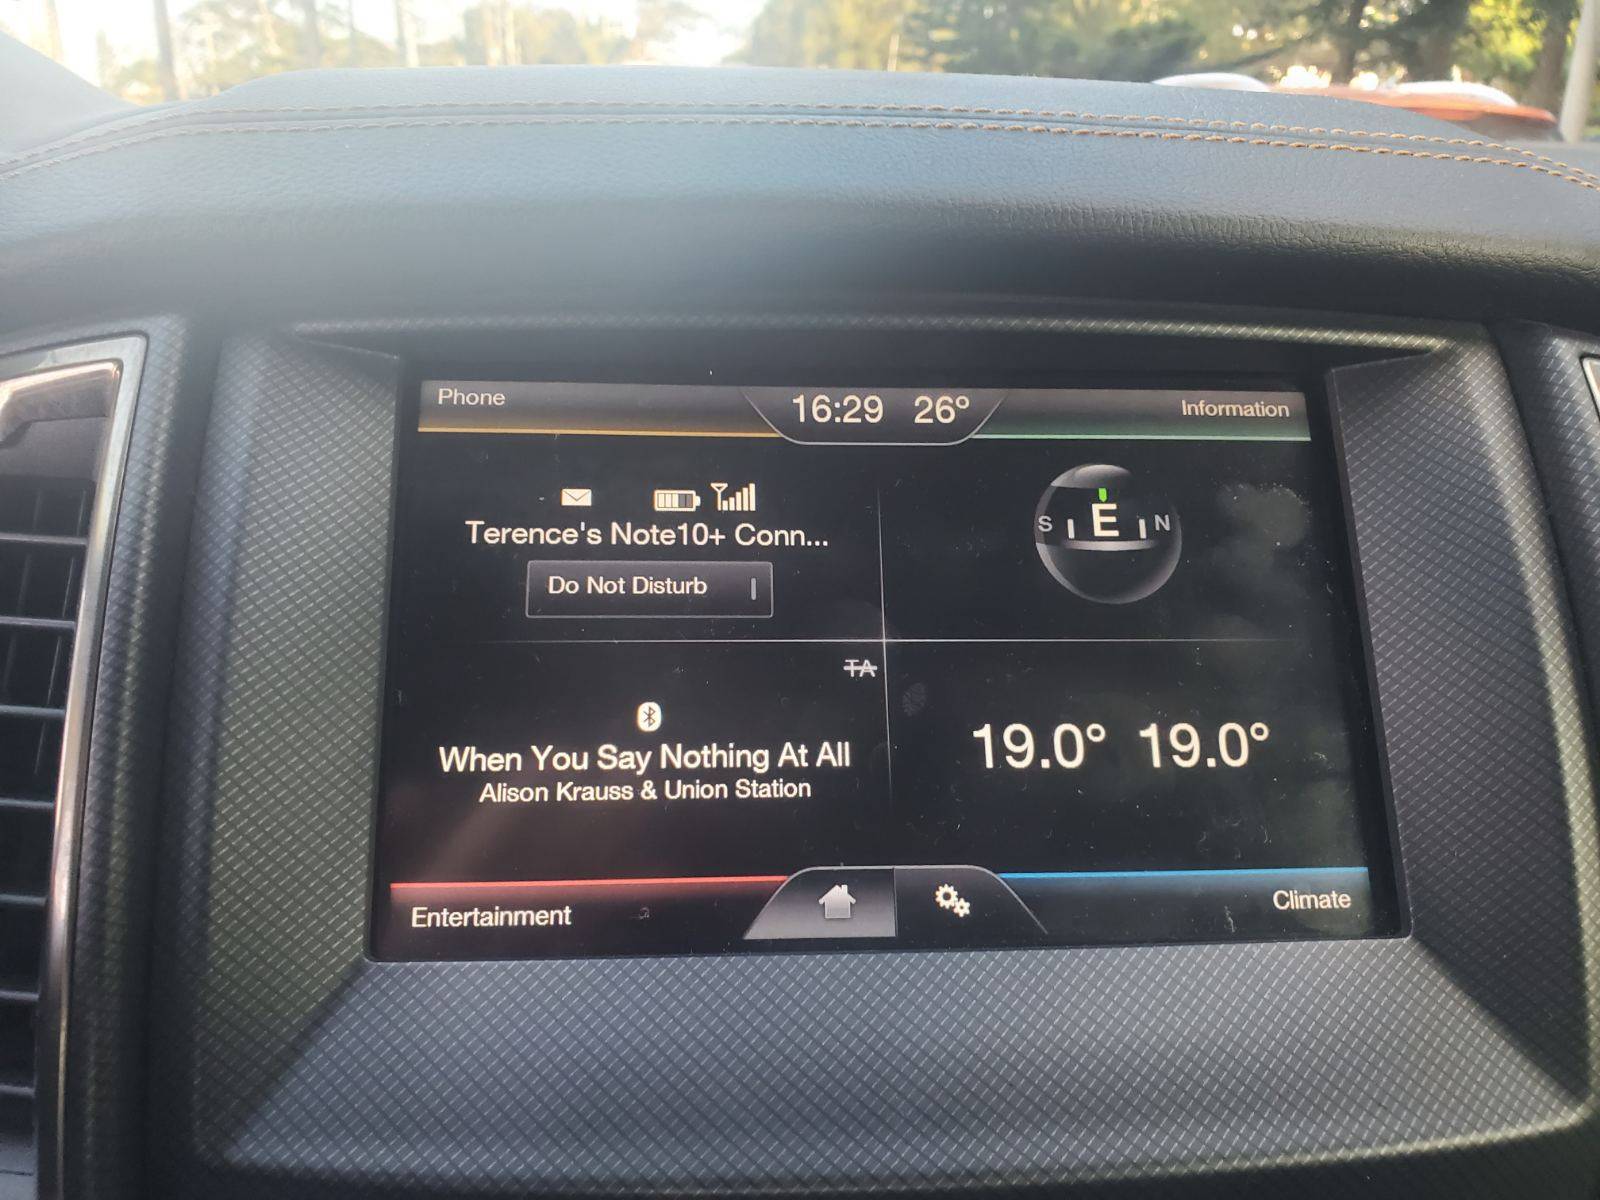 Phone
16:29 26°
Information
Terence's Note10+ Conn...
Do Not Disturb
S E N
TA
When You Say Nothing At All
Alison Krauss & Union Station
19.0° 19.0°
Entertainment
Climate